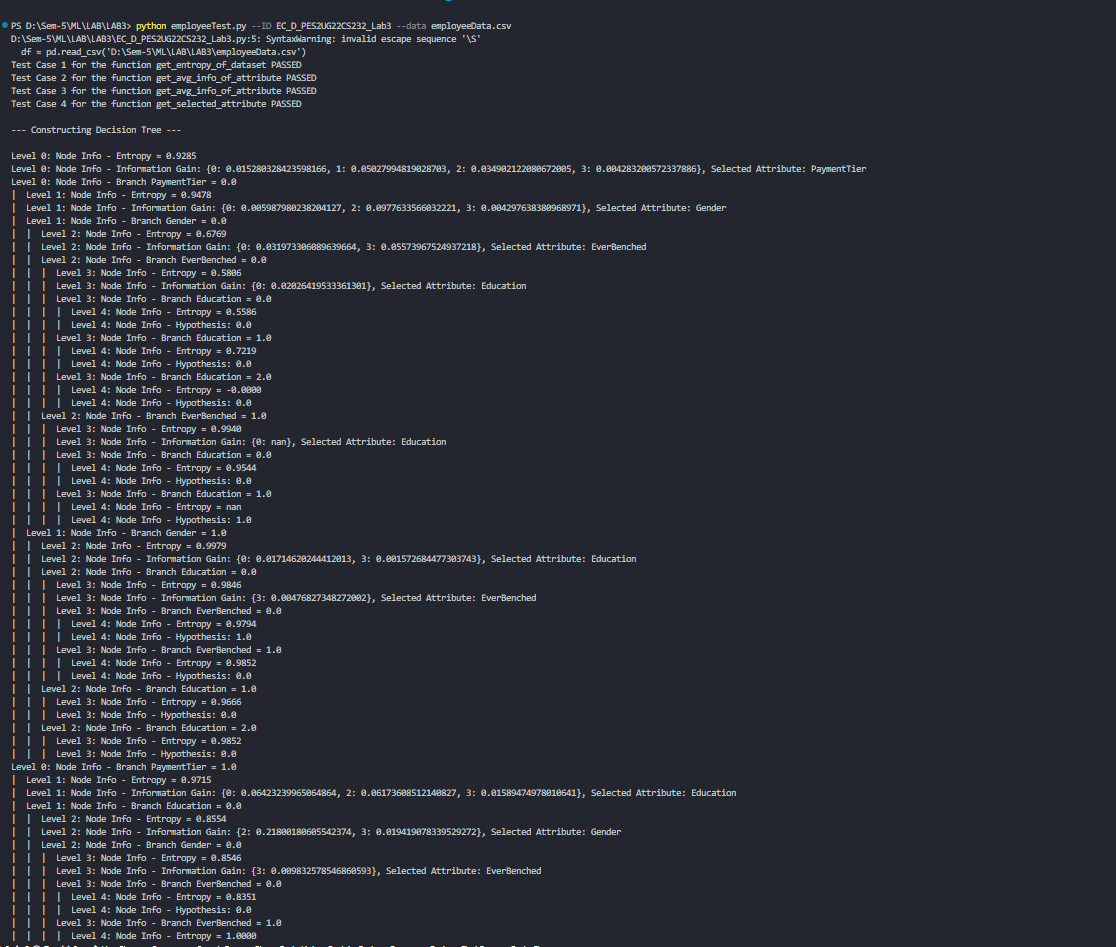 PS D:\Sem-5\ML\LAB\LAB3> python employeeTest.py --ID EC_D_PES2UG22CS232_Lab3 --data employeeData.csv
D:\Sem-5\ML\LAB\LAB3\EC_D_PES2UG22CS232_Lab3.py:5: SyntaxWarning: invalid escape sequence '\S'
df = pd.read_csv('D:\Sem-5\ML\LAB\LAB3\employeeData.csv')
Test Case 1 for the function get_entropy_of_dataset PASSED
Test Case 2 for the function get_avg_info_of_attribute PASSED
Test Case 3 for the function get_avg_info_of_attribute PASSED
Test Case 4 for the function get_selected_attribute PASSED
--- Constructing Decision Tree ---
Level 0: Node Info - Entropy = 0.9285
Level 0: Node Info - Information Gain: {0: 0.015280328423598166, 1: 0.05027994819028703, 2: 0.034902122080672005, 3: 0.004283200572337886}, Selected Attribute: PaymentTier
Level 0: Node Info - Branch PaymentTier = 0.0
| Level 1: Node Info - Entropy = 0.9478
| Level 1: Node Info - Information Gain: {0: 0.005987980238204127, 2: 0.0977633566032221, 3: 0.004297638380968971}, Selected Attribute: Gender
| Level 1: Node Info - Branch Gender = 0.0
| | Level 2: Node Info - Entropy = 0.6769
| | Level 2: Node Info - Information Gain: {0: 0.031973306089639664, 3: 0.05573967524937218}, Selected Attribute: EverBenched
| | Level 2: Node Info - Branch EverBenched = 0.0
| | | Level 3: Node Info - Entropy = 0.5806
| | | Level 3: Node Info - Information Gain: {0: 0.02026419533361301}, Selected Attribute: Education
| | | Level 3: Node Info - Branch Education = 0.0
| | | | Level 4: Node Info - Entropy = 0.5586
| | | | Level 4: Node Info - Hypothesis: 0.0
| | | Level 3: Node Info - Branch Education = 1.0
| | | | Level 4: Node Info - Entropy = 0.7219
| | | | Level 4: Node Info - Hypothesis: 0.0
| | | Level 3: Node Info - Branch Education = 2.0
| | | | Level 4: Node Info - Entropy = -0.0000
| | | | Level 4: Node Info - Hypothesis: 0.0
| | Level 2: Node Info - Branch EverBenched = 1.0
| | | Level 3: Node Info - Entropy = 0.9940
| | | Level 3: Node Info - Information Gain: {0: nan}, Selected Attribute: Education
| | | Level 3: Node Info - Branch Education = 0.0
| | | | Level 4: Node Info - Entropy = 0.9544
| | | | Level 4: Node Info - Hypothesis: 0.0
| | | Level 3: Node Info - Branch Education = 1.0
| | | | Level 4: Node Info - Entropy = nan
| | | | Level 4: Node Info - Hypothesis: 1.0
| Level 1: Node Info - Branch Gender = 1.0
| | Level 2: Node Info - Entropy = 0.9979
| | Level 2: Node Info - Information Gain: {0: 0.01714620244412013, 3: 0.001572684477303743}, Selected Attribute: Education
| | Level 2: Node Info - Branch Education = 0.0
| | | Level 3: Node Info - Entropy = 0.9846
| | | Level 3: Node Info - Information Gain: {3: 0.00476827348272002}, Selected Attribute: EverBenched
| | | Level 3: Node Info - Branch EverBenched = 0.0
| | | | Level 4: Node Info - Entropy = 0.9794
| | | | Level 4: Node Info - Hypothesis: 1.0
| | | Level 3: Node Info - Branch EverBenched = 1.0
| | | | Level 4: Node Info - Entropy = 0.9852
| | | | Level 4: Node Info - Hypothesis: 0.0
| | Level 2: Node Info - Branch Education = 1.0
| | | Level 3: Node Info - Entropy = 0.9666
| | | Level 3: Node Info - Hypothesis: 0.0
| | Level 2: Node Info - Branch Education = 2.0
| | | Level 3: Node Info - Entropy = 0.9852
| | | Level 3: Node Info - Hypothesis: 0.0
Level 0: Node Info - Branch PaymentTier = 1.0
| Level 1: Node Info - Entropy = 0.9715
| Level 1: Node Info - Information Gain: {0: 0.06423239965064864, 2: 0.06173608512140827, 3: 0.01589474978010641}, Selected Attribute: Education
| Level 1: Node Info - Branch Education = 0.0
| | Level 2: Node Info - Entropy = 0.8554
| | Level 2: Node Info - Information Gain: {2: 0.21800180605542374, 3: 0.019419078339529272}, Selected Attribute: Gender
| | Level 2: Node Info - Branch Gender = 0.0
| | | Level 3: Node Info - Entropy = 0.8546
| | | Level 3: Node Info - Information Gain: {3: 0.009832578546860593}, Selected Attribute: EverBenched
| | | Level 3: Node Info - Branch EverBenched = 0.0
| | | | Level 4: Node Info - Entropy = 0.8351
| | | | Level 4: Node Info - Hypothesis: 0.0
| | | Level 3: Node Info - Branch EverBenched = 1.0
| | | | Level 4: Node Info - Entropy = 1.0000